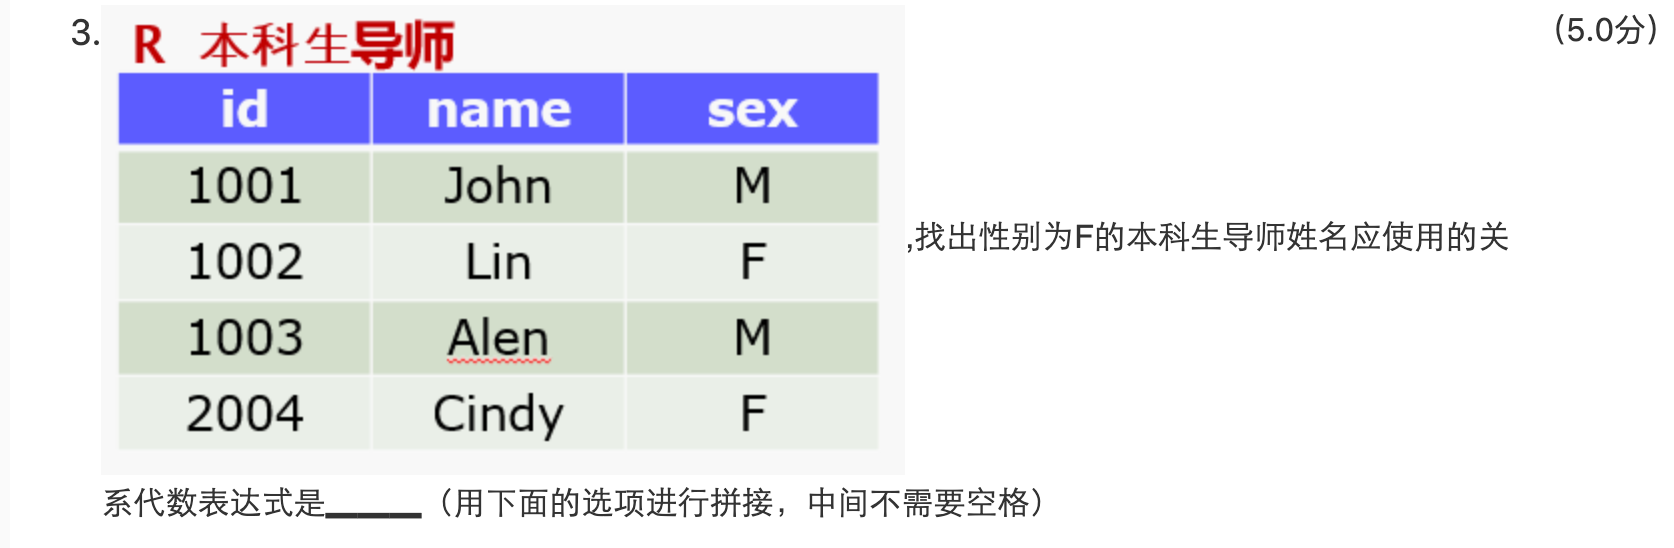 3.
(5.0分)
R 本科生导师
id name sex
1001 John M
1002 Lin F
1003 Alen M
2004 Cindy F
,找出性别为F的本科生导师姓名应使用的关
系代数表达式是______（用下面的选项进行拼接，中间不需要空格）